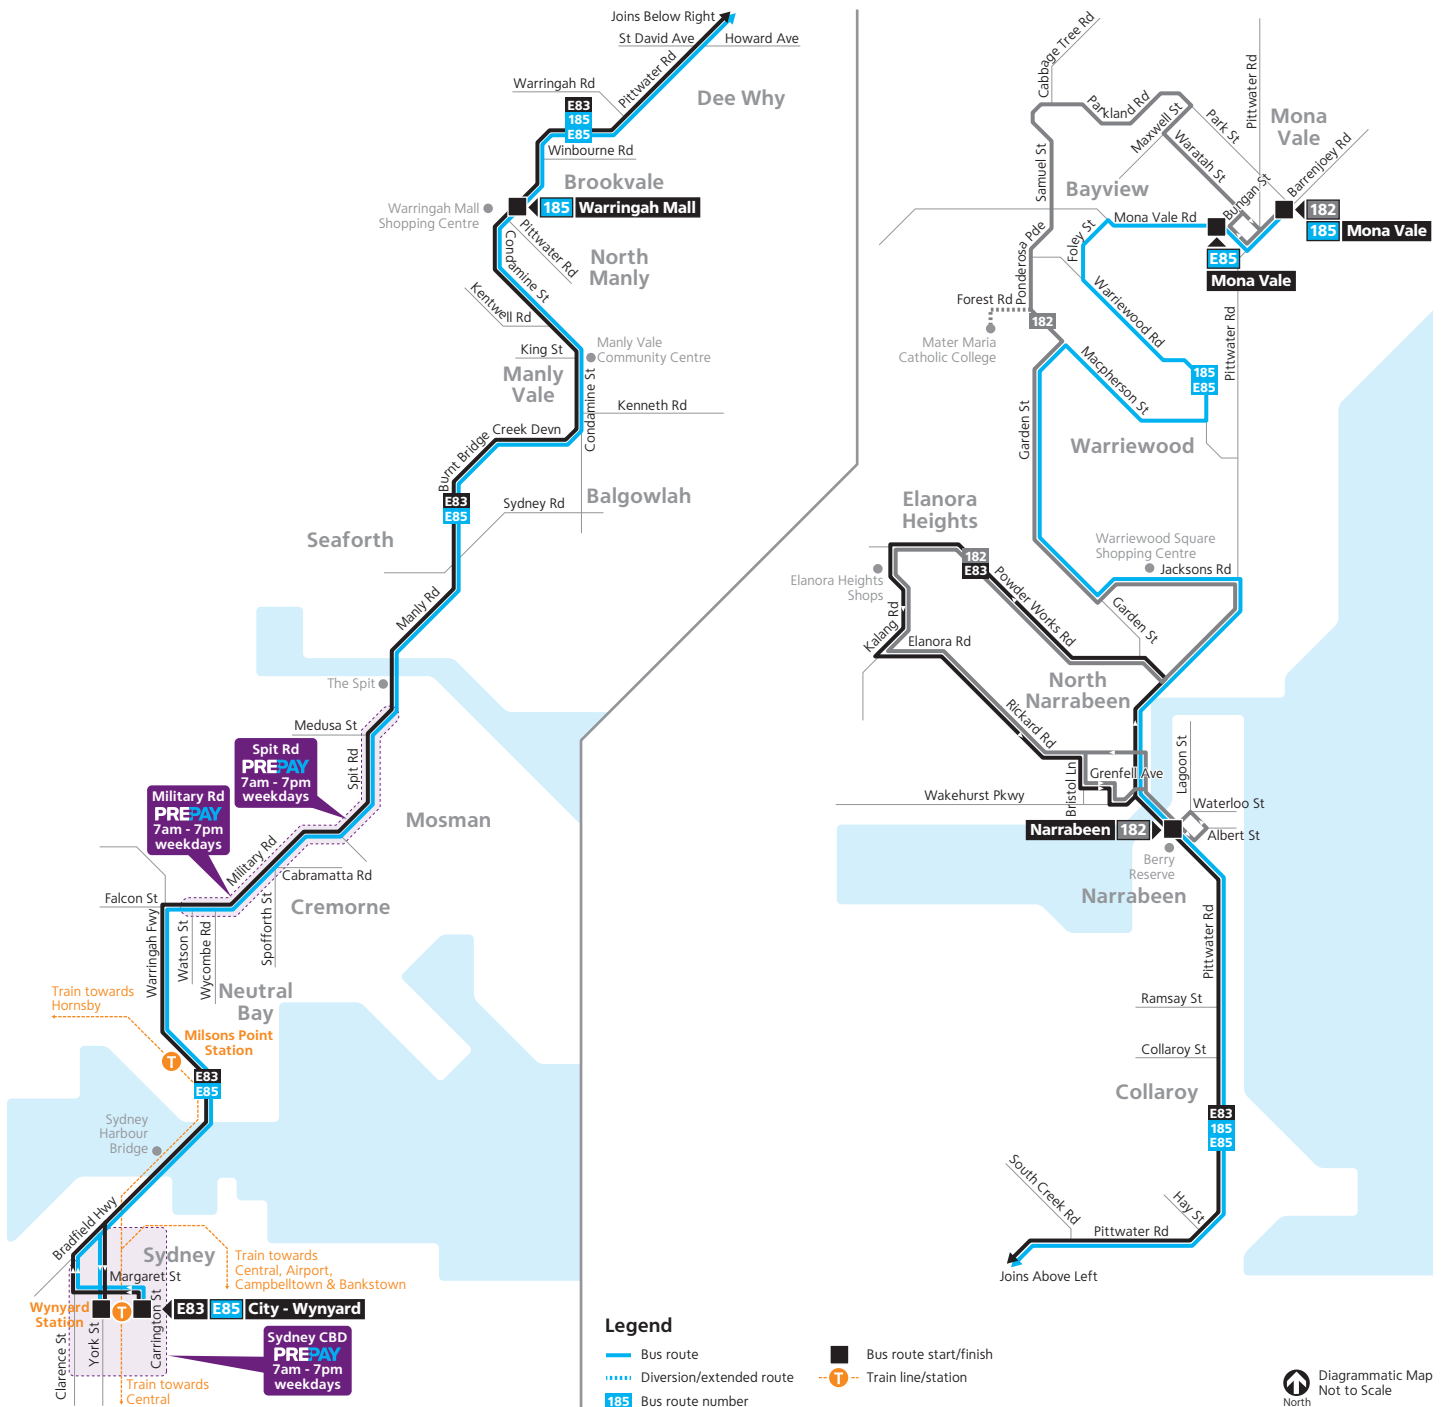 Joins Below Right
St David Ave
Howard Ave
Pittwater Rd
Warringah Rd
Dee Why
E83
185
E85
Winbourne Rd
Brookvale
Warringah Mall
Shopping Centre
185 Warringah Mall
Pittwater Rd
Condamine St
North
Manly
Kentwell Rd
King St
Manly Vale
Community Centre
Manly
Vale
Condamine St
Kenneth Rd
Creek Devn
Burnt Bridge
E83
E85
Sydney Rd
Balgowlah
Seaforth
Manly Rd
The Spit
Medusa St
Spit Rd
Spit Rd
PREPAY
7am - 7pm
weekdays
Military Rd
PREPAY
7am - 7pm
weekdays
Mosman
Military Rd
Cabramatta Rd
Falcon St
Cremorne
Warringah Fwy
Watson St
Wycombe Rd
Spofforth St
Neutral
Bay
Train towards
Hornsby
Milsons Point
Station
T
E83
E85
Sydney
Harbour
Bridge
Bradfield Hwy
Sydney
Train towards
Central, Airport,
Campbelltown & Bankstown
Margaret St
Wynyard
Station
T
E83 E85 City - Wynyard
Clarence St
York St
Carrington St
Sydney CBD
PREPAY
7am - 7pm
weekdays
Train towards
Central
Cabbage Tree Rd
Parkland Rd
Maxwell St
Park St
Pittwater Rd
Mona
Vale
Waratah St
Barrenjoey Rd
Samuel St
Bayview
Bungan St
Mona Vale Rd
182
185 Mona Vale
Foley St
E85
Mona Vale
Ponderosa Pde
Forest Rd
182
Mater Maria
Catholic College
Warriewood Rd
Pittwater Rd
Macpherson St
185
E85
Garden St
Warriewood
Elanora
Heights
Warriewood Square
Shopping Centre
Jacksons Rd
182
E83
Elanora Heights
Shops
Powder Works Rd
Garden St
Kalang Rd
Elanora Rd
North
Narrabeen
Rickard Rd
Lagoon St
Bristol Ln
Grenfell Ave
Wakehurst Pkwy
Waterloo St
Narrabeen 182
Albert St
Berry
Reserve
Narrabeen
Pittwater Rd
Ramsay St
Collaroy St
Collaroy
E83
185
E85
South Creek Rd
Hay St
Pittwater Rd
Joins Above Left
Legend
Bus route
Diversion/extended route
185 Bus route number
Bus route start/finish
T Train line/station
North
Diagrammatic Map
Not to Scale